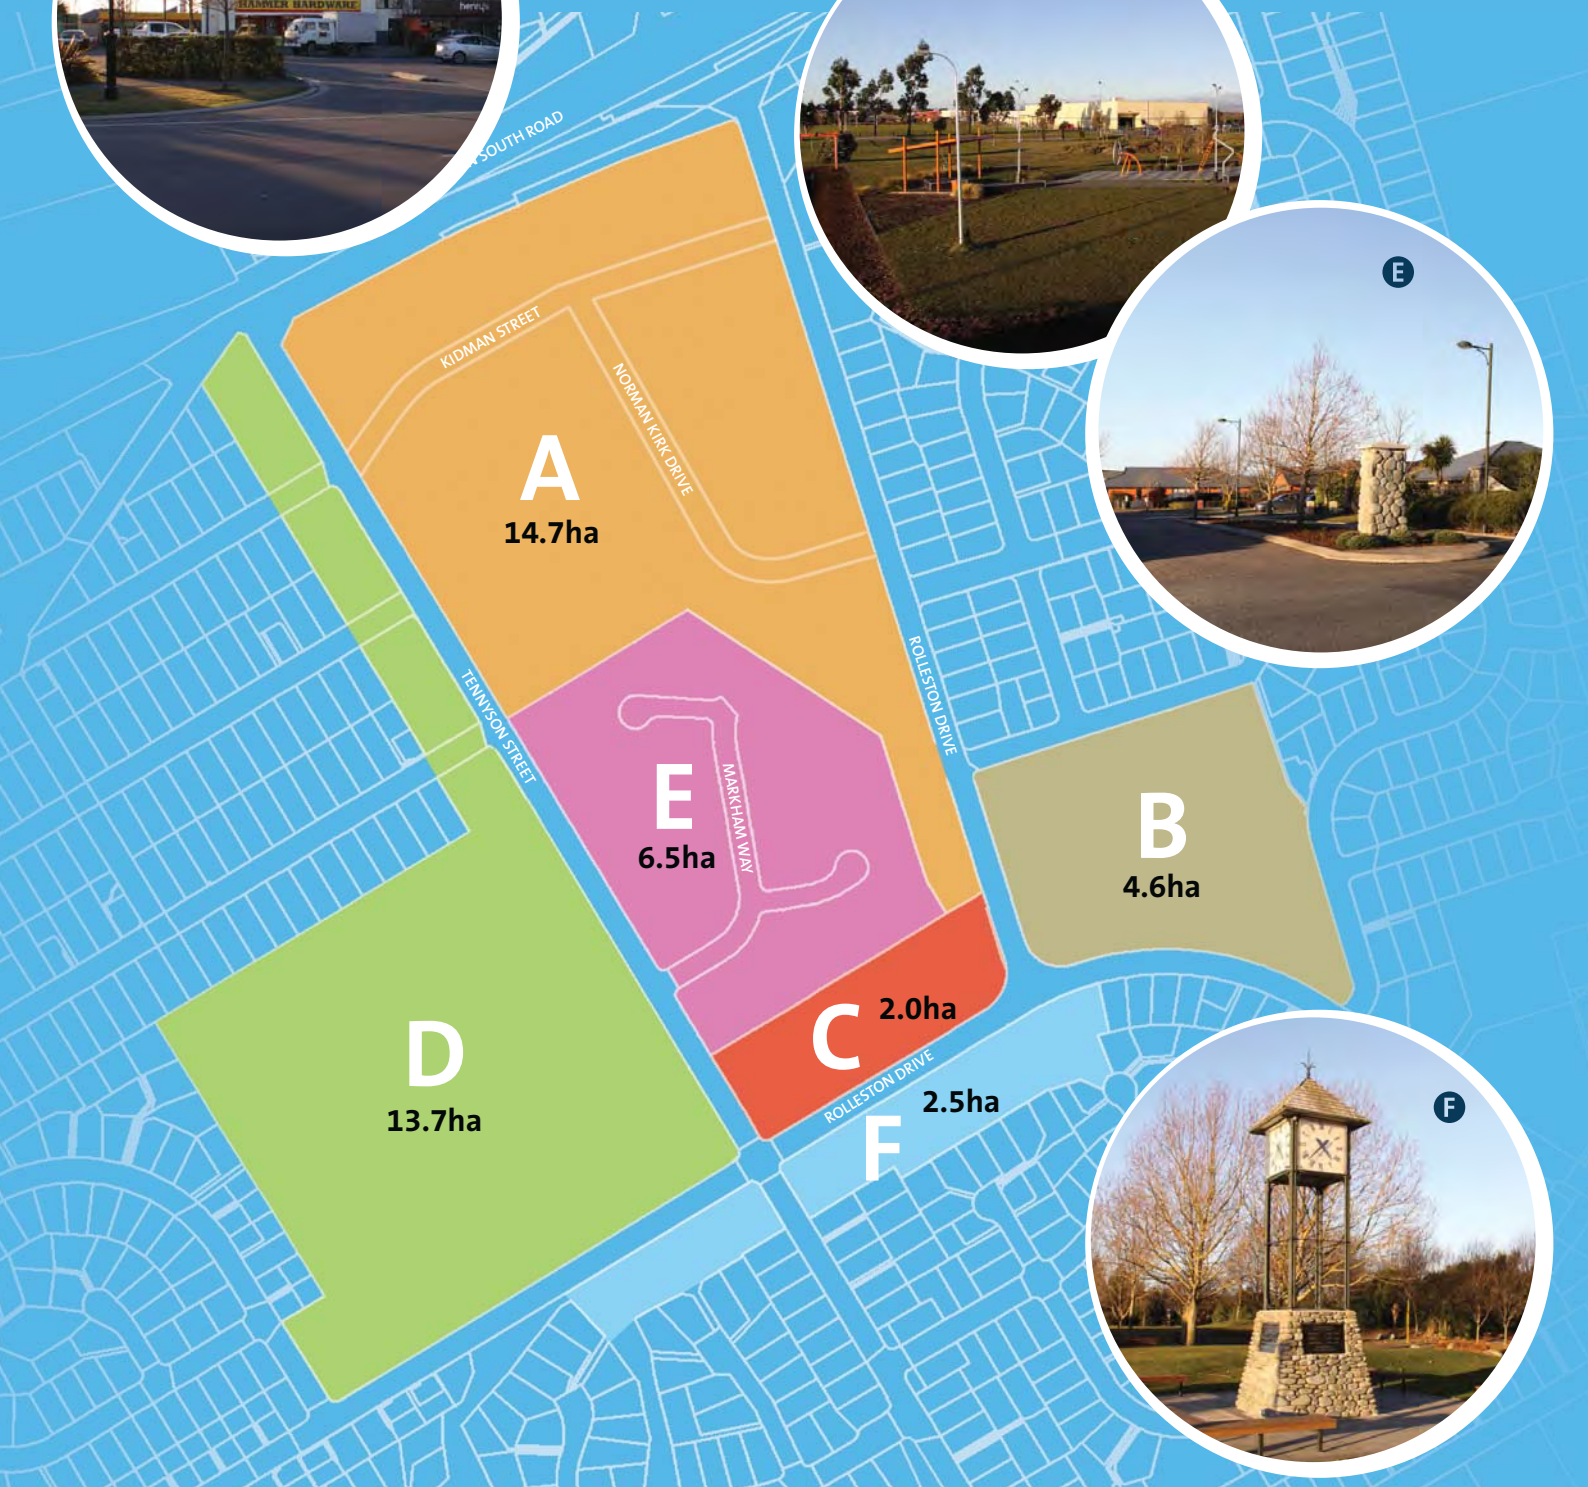 HAMMER HARDWARE
henry's
SOUTH ROAD
E
KIDMAN STREET
NORMAN KIRK DRIVE
A
14.7ha
ROLLESTON DRIVE
TENNYSON STREET
E
6.5ha
MARKHAM WAY
B
4.6ha
C
2.0ha
D
13.7ha
ROLLESTON DRIVE
2.5ha
F
F